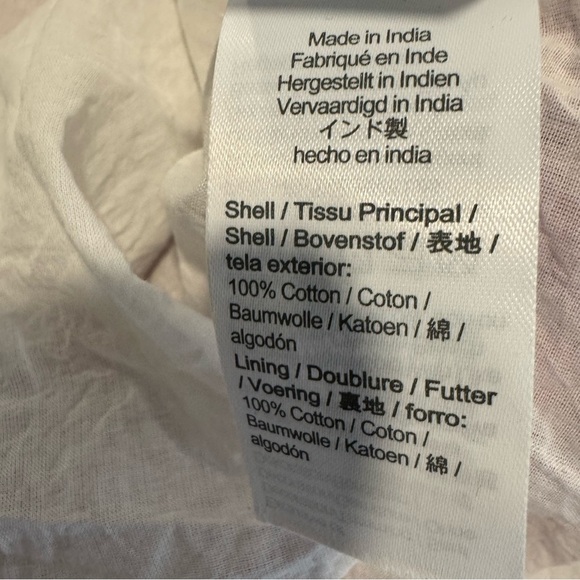 Made in India
Fabriqué en Inde
Hergestellt in Indien
Vervaardigd in India
インド製
hecho en india
Shell / Tissu Principal /
Shell / Bovenstof / 表地 /
tela exterior:
100% Cotton / Coton /
Baumwolle / Katoen / 綿 /
algodón
Lining / Doublure / Futter
/ Voering / 裏地 / forro:
100% Cotton / Coton /
Baumwolle / Katoen / 綿 /
algodón